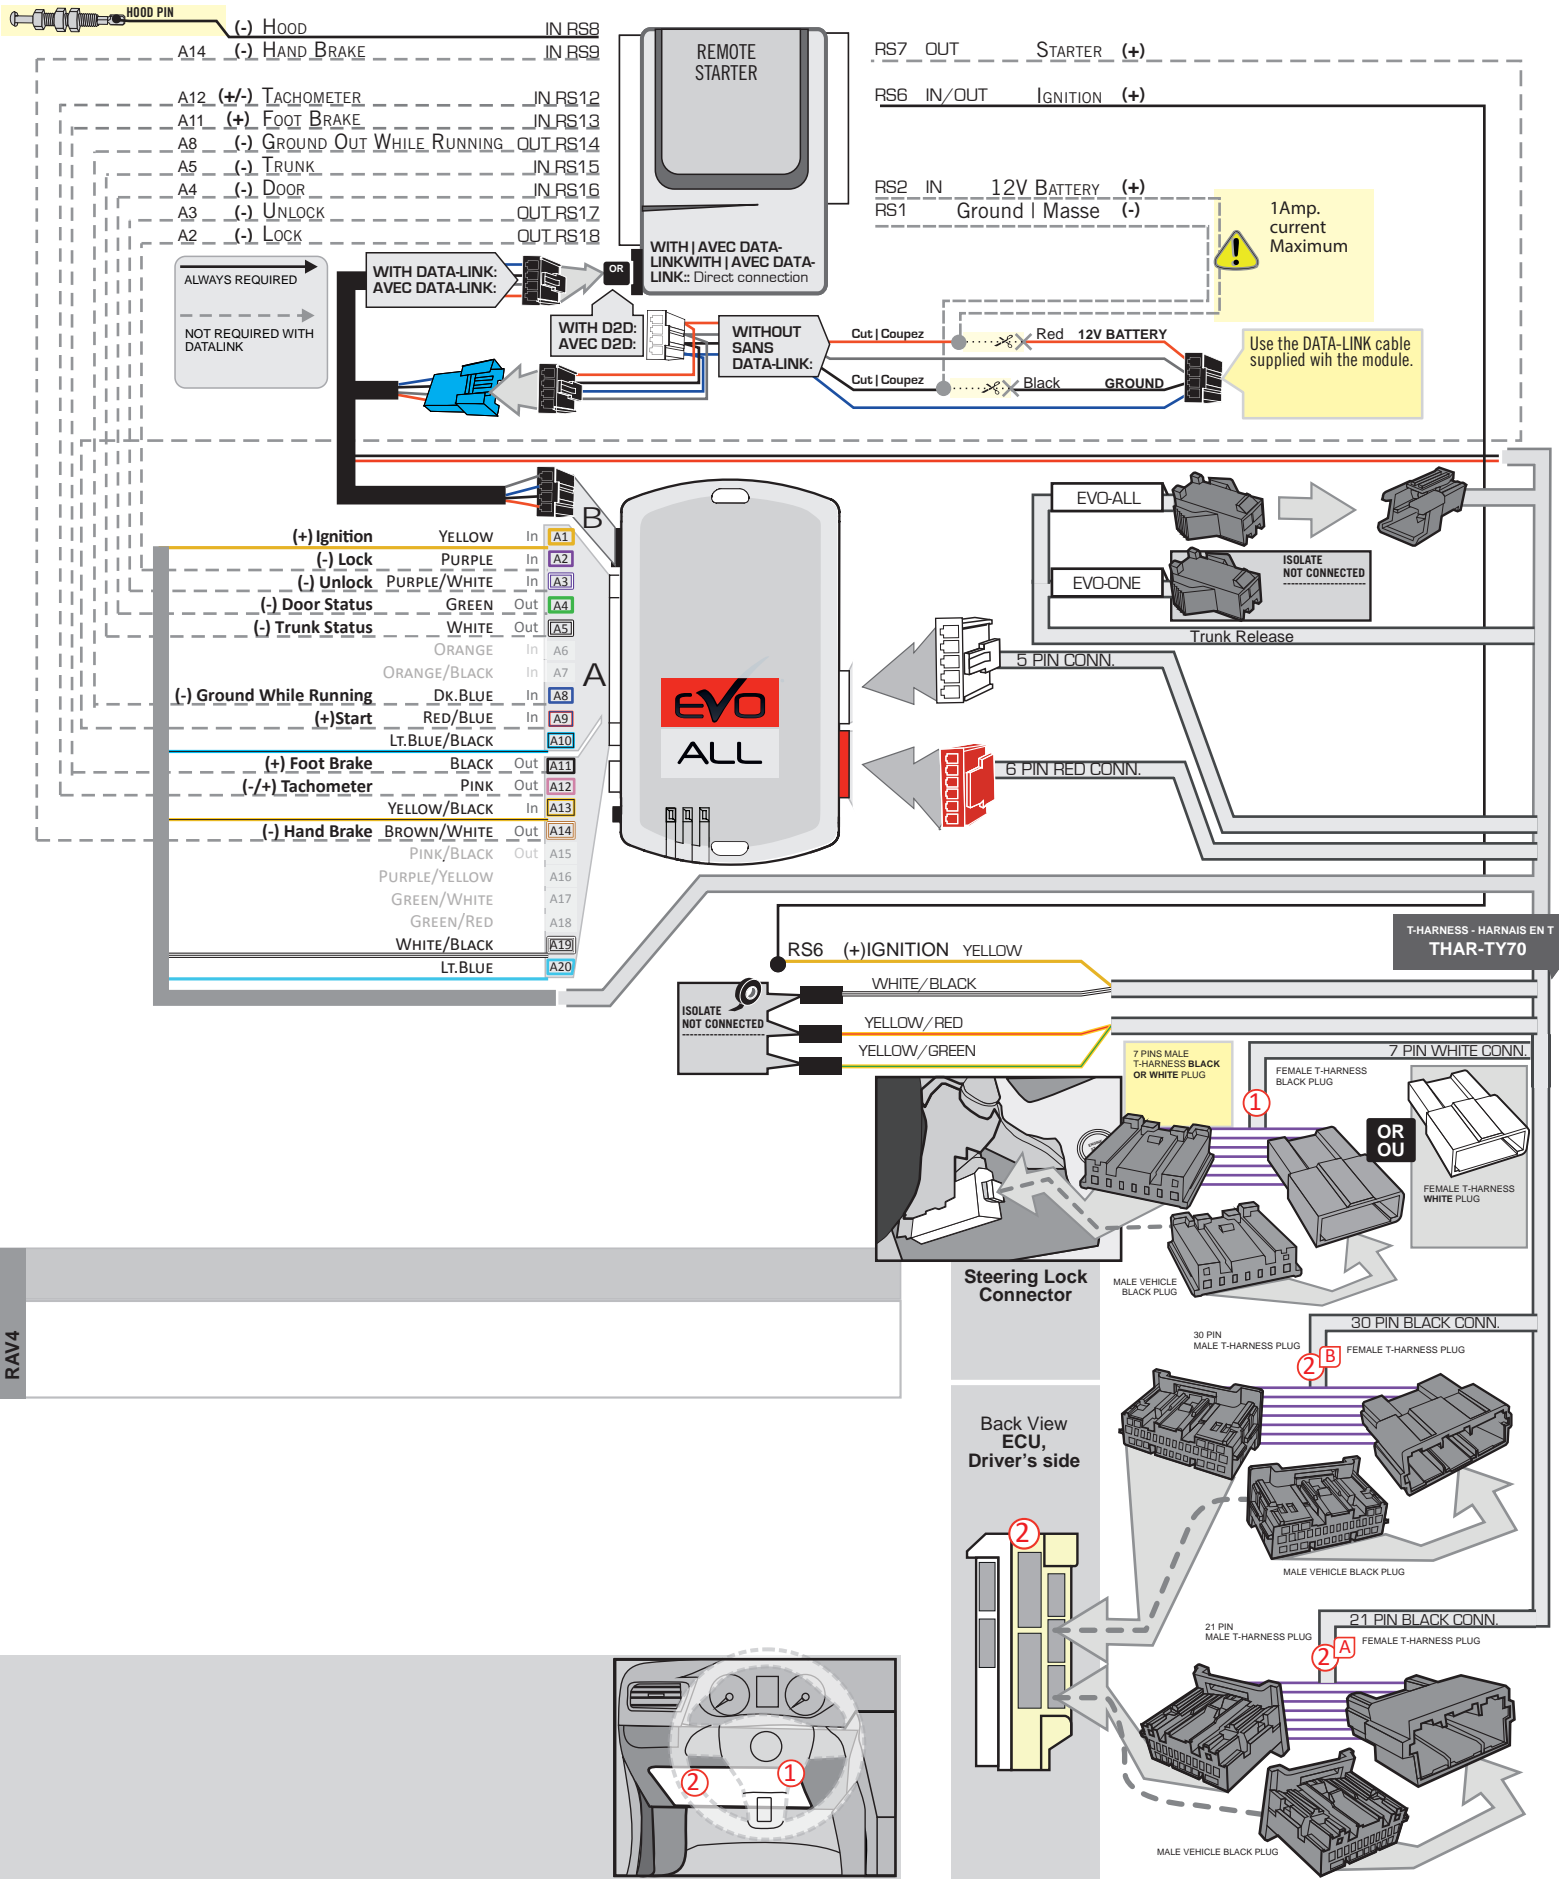 HOOD PIN
(-) HOOD IN RS8
A14 (-) HAND BRAKE IN RS9
A12 (+/-) TACHOMETER IN RS12
A11 (+) FOOT BRAKE IN RS13
A8 (-) GROUND OUT WHILE RUNNING OUT RS14
A5 (-) TRUNK IN RS15
A4 (-) DOOR IN RS16
A3 (-) UNLOCK OUT RS17
A2 (-) LOCK OUT RS18
REMOTE
STARTER
WITH | AVEC DATA-
LINKWITH | AVEC DATA-
LINK:: Direct connection
RS7 OUT STARTER (+)
RS6 IN/OUT IGNITION (+)
RS2 IN 12V BATTERY (+)
RS1 Ground | Masse (-)
1Amp.
current
Maximum
ALWAYS REQUIRED
NOT REQUIRED WITH
DATALINK
WITH DATA-LINK:
AVEC DATA-LINK:
OR
WITH D2D:
AVEC D2D:
WITHOUT
SANS
DATA-LINK:
Cut | Coupez Red 12V BATTERY
Cut | Coupez Black GROUND
Use the DATA-LINK cable
supplied wih the module.
B
A
(+) Ignition YELLOW In A1
(-) Lock PURPLE In A2
(-) Unlock PURPLE/WHITE In A3
(-) Door Status GREEN Out A4
(-) Trunk Status WHITE Out A5
ORANGE In A6
ORANGE/BLACK In A7
(-) Ground While Running DK.BLUE In A8
(+)Start RED/BLUE In A9
LT.BLUE/BLACK A10
(+) Foot Brake BLACK Out A11
(-/+) Tachometer PINK Out A12
YELLOW/BLACK In A13
(-) Hand Brake BROWN/WHITE Out A14
PINK/BLACK Out A15
PURPLE/YELLOW A16
GREEN/WHITE A17
GREEN/RED A18
WHITE/BLACK A19
LT.BLUE A20
EVO
ALL
EVO-ALL
EVO-ONE
ISOLATE
NOT CONNECTED
Trunk Release
5 PIN CONN.
6 PIN RED CONN.
T-HARNESS - HARNAIS EN T
THAR-TY70
RS6 (+)IGNITION YELLOW
WHITE/BLACK
YELLOW/RED
YELLOW/GREEN
ISOLATE
NOT CONNECTED
7 PIN WHITE CONN.
7 PINS MALE
T-HARNESS BLACK
OR WHITE PLUG
1
FEMALE T-HARNESS
BLACK PLUG
OR
OU
FEMALE T-HARNESS
WHITE PLUG
MALE VEHICLE
BLACK PLUG
Steering Lock
Connector
30 PIN BLACK CONN.
30 PIN
MALE T-HARNESS PLUG
2 B
FEMALE T-HARNESS PLUG
MALE VEHICLE BLACK PLUG
Back View
ECU,
Driver's side
2
21 PIN BLACK CONN.
21 PIN
MALE T-HARNESS PLUG
2 A
FEMALE T-HARNESS PLUG
MALE VEHICLE BLACK PLUG
RAV4
2
1